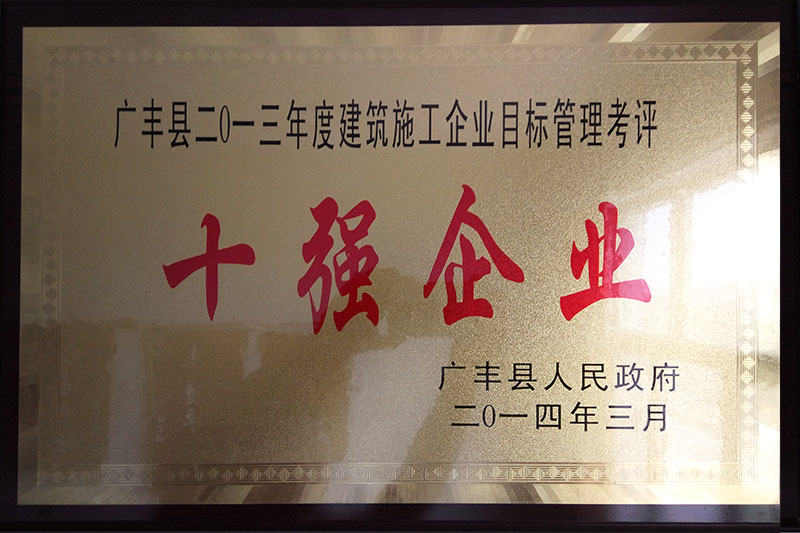 广丰县二0一三年度建筑施工企业目标管理考评
十强企业
广丰县人民政府
二0一四年三月